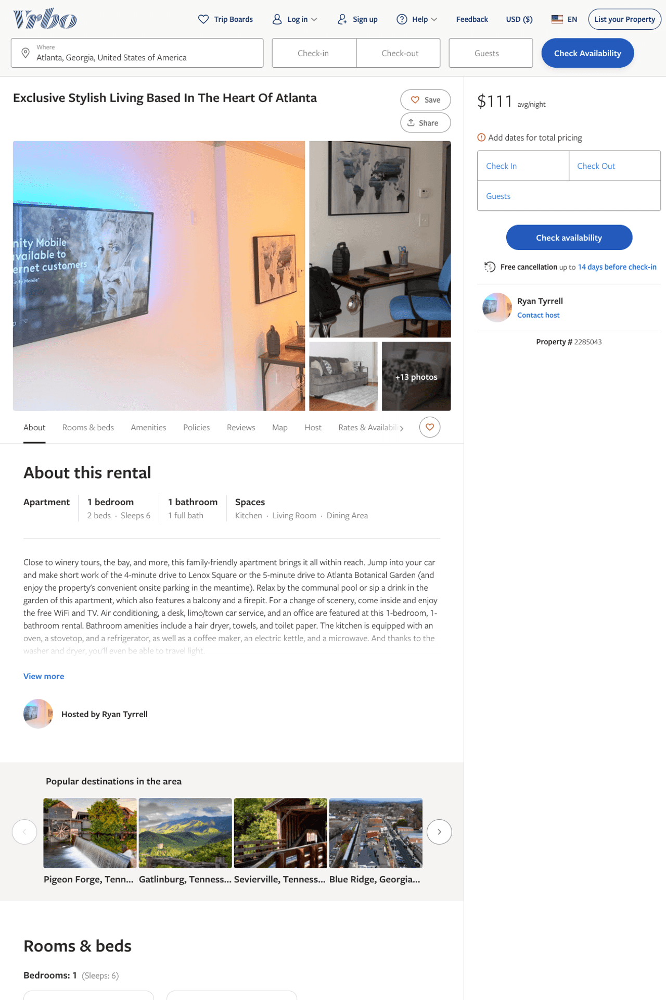 Vrbo
Trip Boards
Log in
Sign up
Help
Feedback
USD ($)
EN
List your Property
Where
Atlanta, Georgia, United States of America
Check-in
Check-out
Guests
Check Availability
Exclusive Stylish Living Based In The Heart Of Atlanta
Save
Share
$111 avg/night
Add dates for total pricing
Check In
Check Out
Guests
Check availability
Free cancellation up to 14 days before check-in
Ryan Tyrrell
Contact host
Property # 2285043
nity Mobile
available to
ernet customers
+13 photos
About
Rooms & beds
Amenities
Policies
Reviews
Map
Host
Rates & Availabili
About this rental
Apartment
1 bedroom
2 beds · Sleeps 6
1 bathroom
1 full bath
Spaces
Kitchen · Living Room · Dining Area
Close to winery tours, the bay, and more, this family-friendly apartment brings it all within reach. Jump into your car
and make short work of the 4-minute drive to Lenox Square or the 5-minute drive to Atlanta Botanical Garden (and
enjoy the property's convenient onsite parking in the meantime). Relax by the communal pool or sip a drink in the
garden of this apartment, which also features a balcony and a firepit. For a change of scenery, come inside and enjoy
the free WiFi and TV. Air conditioning, a desk, limo/town car service, and an office are featured at this 1-bedroom, 1-
bathroom rental. Bathroom amenities include a hair dryer, towels, and toilet paper. The kitchen is equipped with an
oven, a stovetop, and a refrigerator, as well as a coffee maker, an electric kettle, and a microwave. And thanks to the
washer and dryer, you'll even be able to travel light.
View more
Hosted by Ryan Tyrrell
Popular destinations in the area
Pigeon Forge, Tenn...
Gatlinburg, Tenness...
Sevierville, Tenness...
Blue Ridge, Georgia...
Rooms & beds
Bedrooms: 1 (Sleeps: 6)